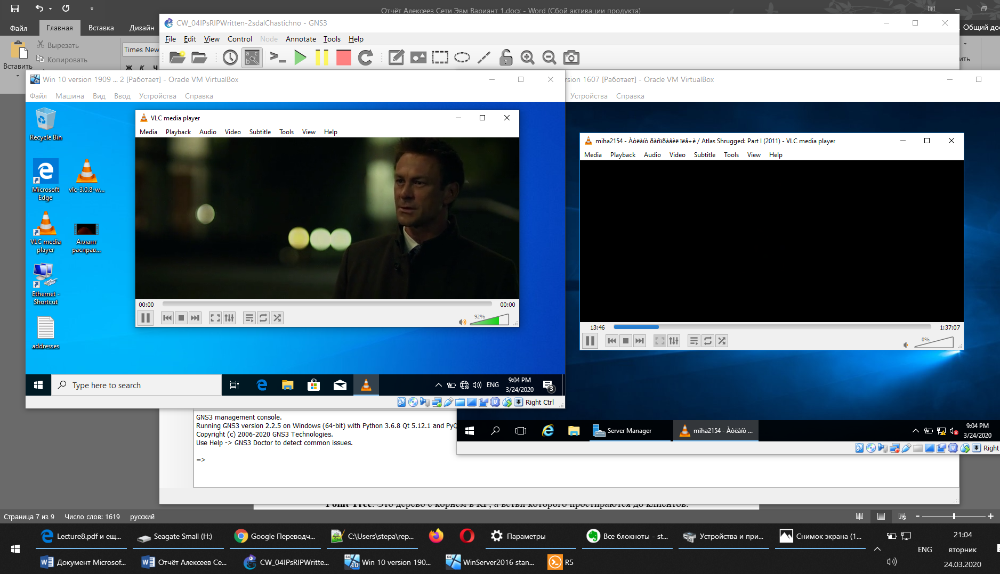 Отчёт Алексеев Сети Эвм Вариант 1.docx - Word (Сбой активации продукта)
Файл Главная Вставка Дизайн
Общий дос
Вырезать
Копировать
Вставить
Times New
Ж К Ч
ить
CW_04IPsRIPWritten-2sdalChastichno - GNS3
File Edit View Control Node Annotate Tools Help
Win 10 version 1909 ... 2 [Работает] - Oracle VM VirtualBox
Файл Машина Вид Ввод Устройства Справка
Recycle Bin
Microsoft Edge
vlc-3.0.8-w...
VLC media player
Атлант расправ...
Ethernet - Shortcut
addresses
VLC media player
Media Playback Audio Video Subtitle Tools View Help
00:00 00:00
92%
Type here to search
ENG
9:04 PM
3/24/2020
3
Right Ctrl
rsion 1607 [Работает] - Oracle VM VirtualBox
Устройства Справка
miha2154 - Àòëàíò ðàñïðàâèë ïëå÷è / Atlas Shrugged: Part I (2011) - VLC media player
Media Playback Audio Video Subtitle Tools View Help
13:46 1:37:07
0%
Server Manager
miha2154 - Àòëàíò ...
9:04 PM
3/24/2020
Right
GNS3 management console.
Running GNS3 version 2.2.5 on Windows (64-bit) with Python 3.6.8 Qt 5.12.1 and PyQ
Copyright (c) 2006-2020 GNS3 Technologies.
Use Help -> GNS3 Doctor to detect common issues.
=>
Point Tree. Это дерево с корнем в RP, а ветви которого простираются до клиентов.
Страница 7 из 9 Число слов: 1619 русский
Lecture8.pdf и ещ...
Seagate Small (H:)
Google Переводч...
C:\Users\stepa\rep...
Параметры
Все блокноты - st...
Устройства и при...
Снимок экрана (1...
Документ Microsof...
Отчёт Алексеев Се...
CW_04IPsRIPWritte...
Win 10 version 190...
WinServer2016 stan...
R5
ENG
21:04
вторник
24.03.2020